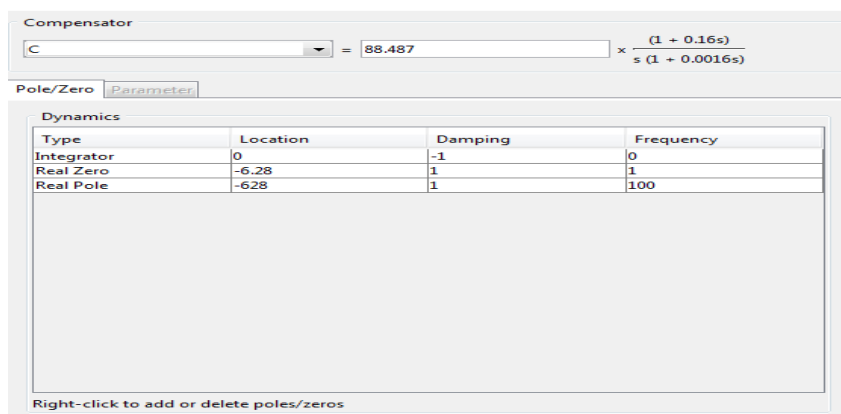 Compensator
C = 88.487 x (1 + 0.16s)
s (1 + 0.0016s)
Pole/Zero Parameter
Dynamics
Type Location Damping Frequency
Integrator 0 -1 0
Real Zero -6.28 1 1
Real Pole -628 1 100
Right-click to add or delete poles/zeros